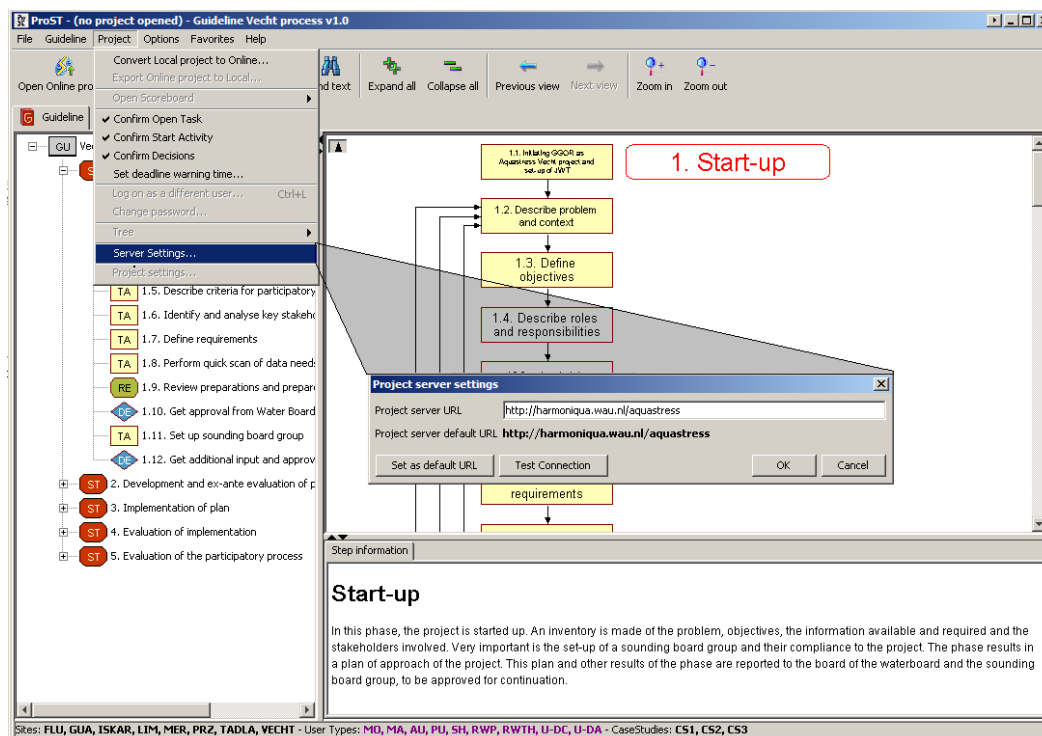 ProST - (no project opened) - Guideline Vecht process v1.0
File Guideline Project Options Favorites Help
Open Online pro
d text
Expand all
Collapse all
Previous view
Next view
Zoom in
Zoom out
Convert Local project to Online...
Export Online project to Local...
Open Scoreboard
Confirm Open Task
Confirm Start Activity
Confirm Decisions
Set deadline warning time...
Log on as a different user... Ctrl+L
Change password...
Tree
Server Settings...
Project settings...
Guideline
GU Ve
ST
TA 1.5. Describe criteria for participatory
TA 1.6. Identify and analyse key stakeho
TA 1.7. Define requirements
TA 1.8. Perform quick scan of data need
RE 1.9. Review preparations and prepar
DE 1.10. Get approval from Water Board
TA 1.11. Set up sounding board group
DE 1.12. Get additional input and approv
ST 2. Development and ex-ante evaluation of p
ST 3. Implementation of plan
ST 4. Evaluation of implementation
ST 5. Evaluation of the participatory process
1.1. Initiating GGOR as
Aquastress Vecht project and
set-up of JWT
1. Start-up
1.2. Describe problem
and context
1.3. Define
objectives
1.4. Describe roles
and responsibilities
Project server settings
Project server URL http://harmoniqua.wau.nl/aquastress
Project server default URL http://harmoniqua.wau.nl/aquastress
Set as default URL
Test Connection
OK
Cancel
requirements
Step information
Start-up
In this phase, the project is started up. An inventory is made of the problem, objectives, the information available and required and the
stakeholders involved. Very important is the set-up of a sounding board group and their compliance to the project. The phase results in
a plan of approach of the project. This plan and other results of the phase are reported to the board of the waterboard and the sounding
board group, to be approved for continuation.
Sites: FLU, GUA, ISKAR, LIM, MER, PRZ, TADLA, VECHT - User Types: MO, MA, AU, PU, SH, RWP, RWTH, U-DC, U-DA - CaseStudies: CS1, CS2, CS3